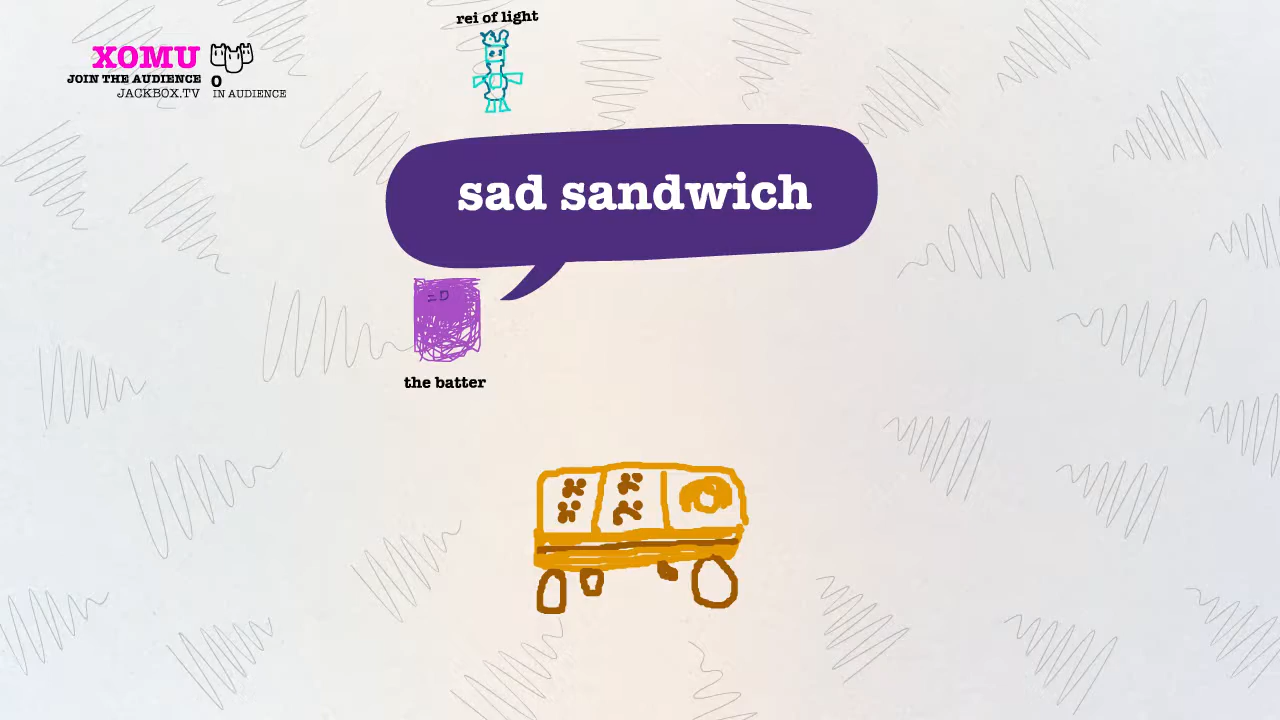 rei of light
XOMU
JOIN THE AUDIENCE 0
JACKBOX.TV IN AUDIENCE
sad sandwich
=D
the batter